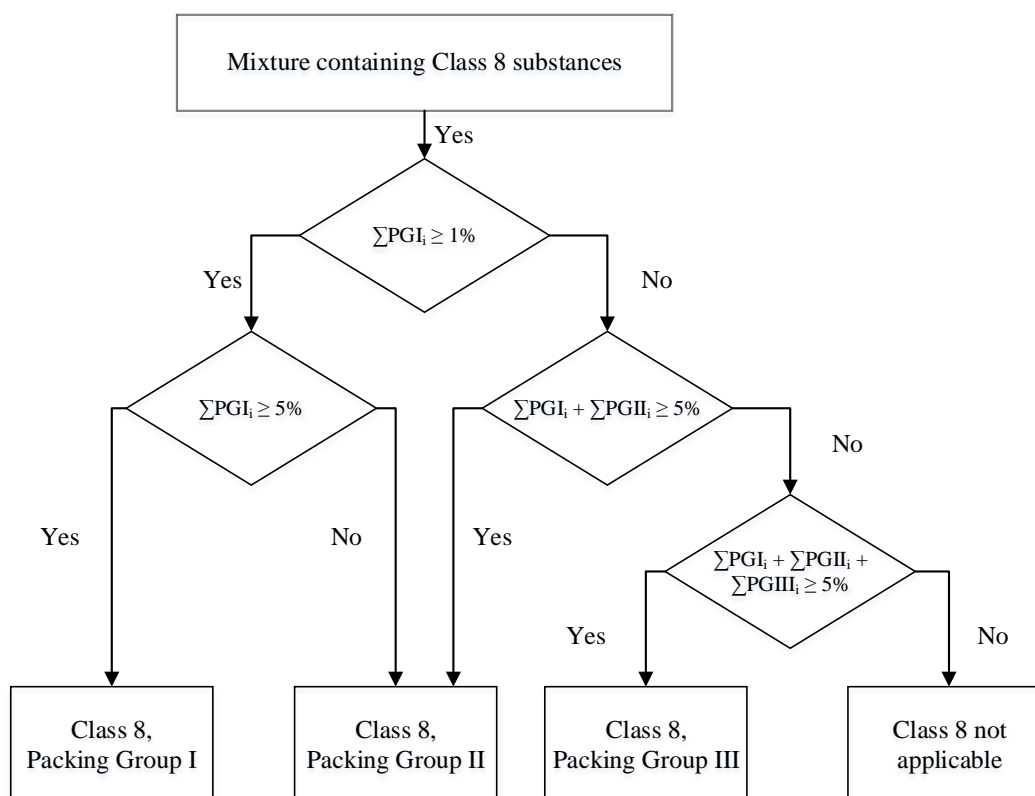 Mixture containing Class 8 substances
Yes
∑PGIᵢ ≥ 1%
Yes
No
∑PGIᵢ ≥ 5%
∑PGIᵢ + ∑PGIIᵢ ≥ 5%
No
Yes
No
Yes
∑PGIᵢ + ∑PGIIᵢ +
∑PGIIIᵢ ≥ 5%
Yes
No
Class 8,
Packing Group I
Class 8,
Packing Group II
Class 8,
Packing Group III
Class 8 not
applicable